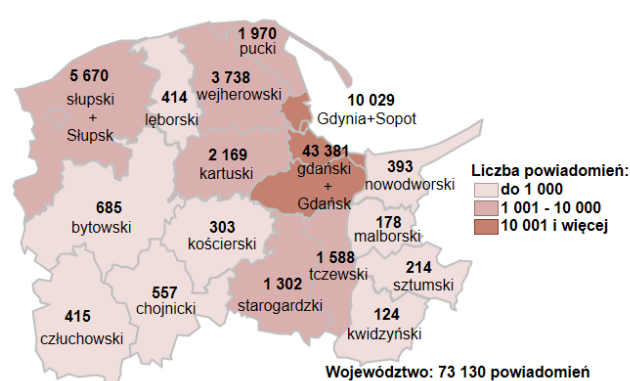 1 970
pucki
5 670
słupski
+
Słupsk
414
lęborski
3 738
wejherowski
10 029
Gdynia+Sopot
2 169
kartuski
43 381
gdański
+
Gdańsk
393
nowodworski
Liczba powiadomień:
do 1 000
1 001 - 10 000
10 001 i więcej
685
bytowski
303
kościerski
178
malborski
1 588
tczewski
214
sztumski
1 302
starogardzki
557
chojnicki
415
człuchowski
124
kwidzyński
Województwo: 73 130 powiadomień